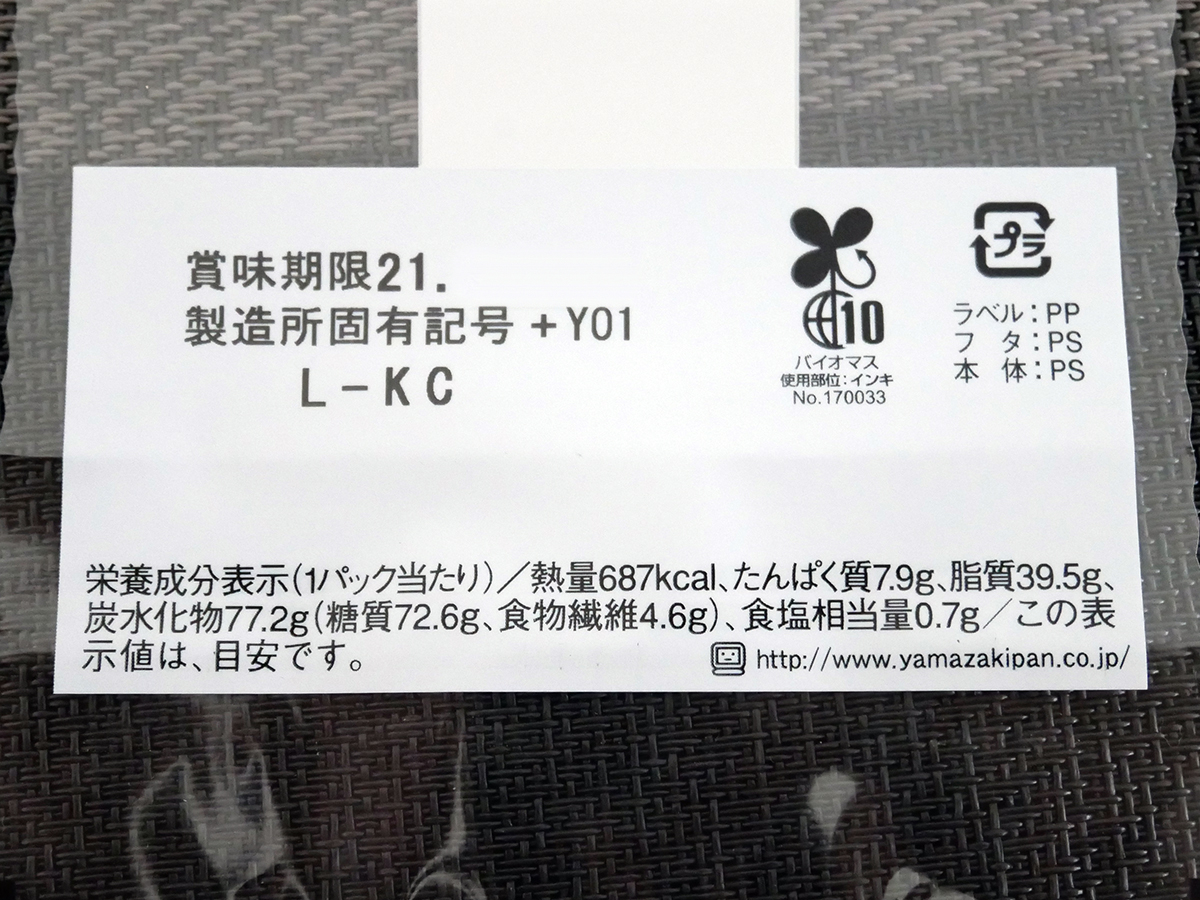 賞味期限21.
製造所固有記号+Y01
L-KC
10
バイオマス
使用部位:インキ
No.170033
プラ
ラベル:PP
フタ:PS
本体:PS
栄養成分表示(1パック当たり)/熱量687kcal、たんぱく質7.9g、脂質39.5g、
炭水化物77.2g(糖質72.6g、食物繊維4.6g)、食塩相当量0.7g/この表
示値は、目安です。
http://www.yamazakipan.co.jp/